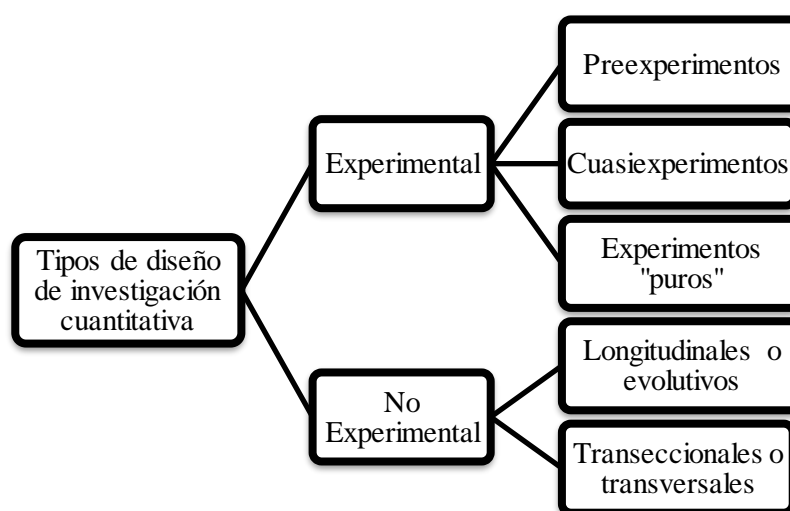 Tipos de diseño
de investigación
cuantitativa
Experimental
Preexperimentos
Cuasiexperimentos
Experimentos
"puros"
No
Experimental
Longitudinales o
evolutivos
Transeccionales o
transversales